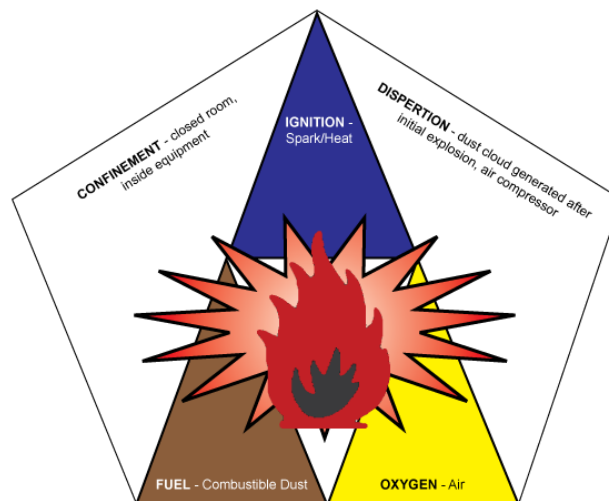 IGNITION -
Spark/Heat
CONFINEMENT - closed room,
inside equipment
DISPERTION - dust cloud generated after
initial explosion, air compressor
FUEL - Combustible Dust
OXYGEN - Air